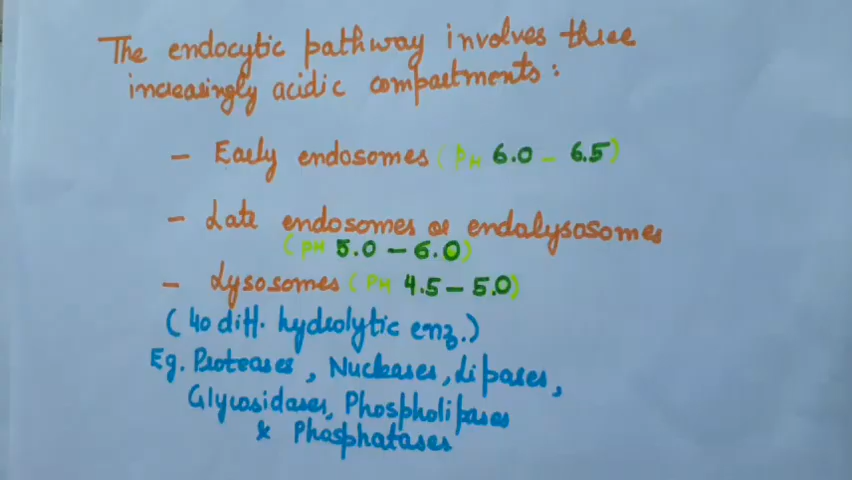 The endocytic pathway involves three
increasingly acidic compartments:
- Early endosomes (pH 6.0 - 6.5)
- Late endosomes or endalysosomes
(pH 5.0 - 6.0)
- Lysosomes (PH 4.5 - 5.0)
(40 diff. hydrolytic enz.)
Eg. Proteases, Nucleases, Lipases,
Glycosidases, Phospholipases
& Phosphatases